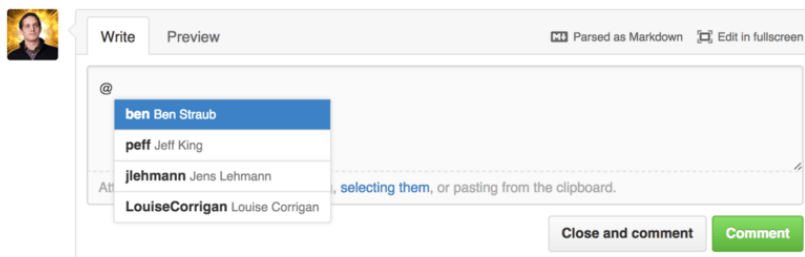 Write Preview Parsed as Markdown Edit in fullscreen
@
ben Ben Straub
peff Jeff King
jlehmann Jens Lehmann
At , selecting them, or pasting from the clipboard.
LouiseCorrigan Louise Corrigan
Close and comment Comment